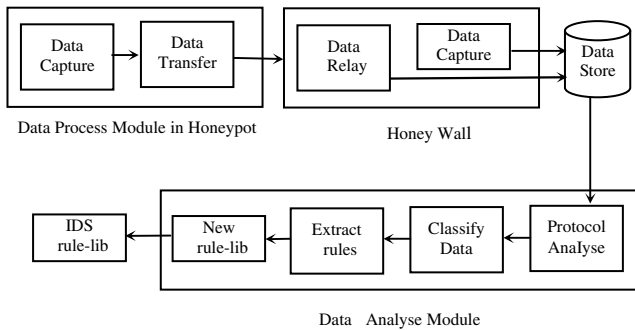 Data
Capture
Data
Transfer
Data
Relay
Data
Capture
Data
Store
Data Process Module in Honeypot
Honey Wall
IDS
rule-lib
New
rule-lib
Extract
rules
Classify
Data
Protocol
AnaIyse
Data Analyse Module